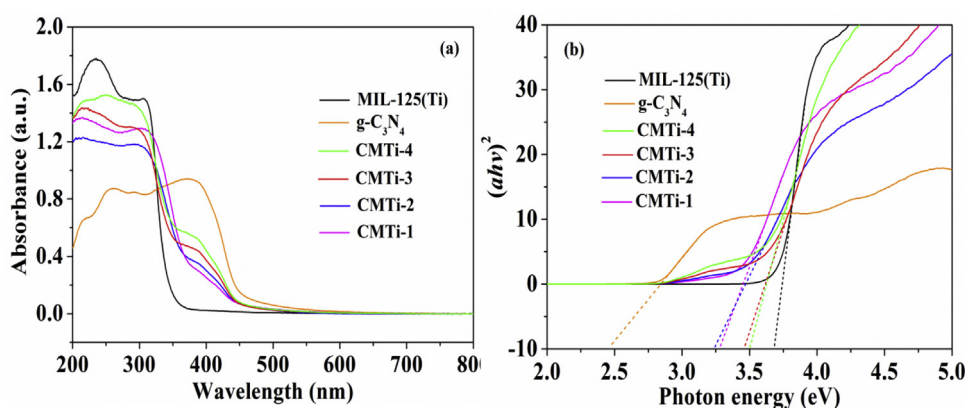 (a)
2.0
1.6
1.2
0.8
0.4
0.0
Absorbance (a.u.)
MIL-125(Ti)
g-C₃N₄
CMTi-4
CMTi-3
CMTi-2
CMTi-1
200 300 400 500 600 700 800
Wavelength (nm)
(b)
40
30
20
10
0
-10
(ahν)²
MIL-125(Ti)
g-C₃N₄
CMTi-4
CMTi-3
CMTi-2
CMTi-1
2.0 2.5 3.0 3.5 4.0 4.5 5.0
Photon energy (eV)